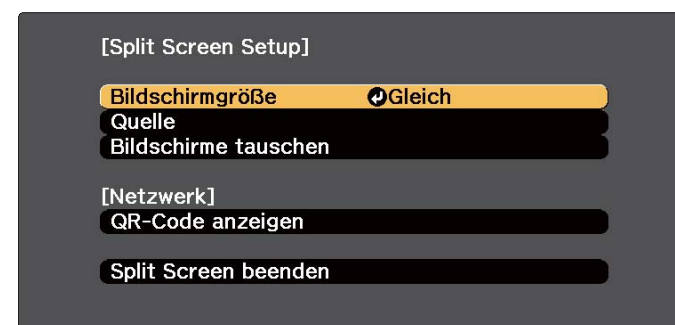 [Split Screen Setup]
Bildschirmgröße Gleich
Quelle
Bildschirme tauschen
[Netzwerk]
QR-Code anzeigen
Split Screen beenden